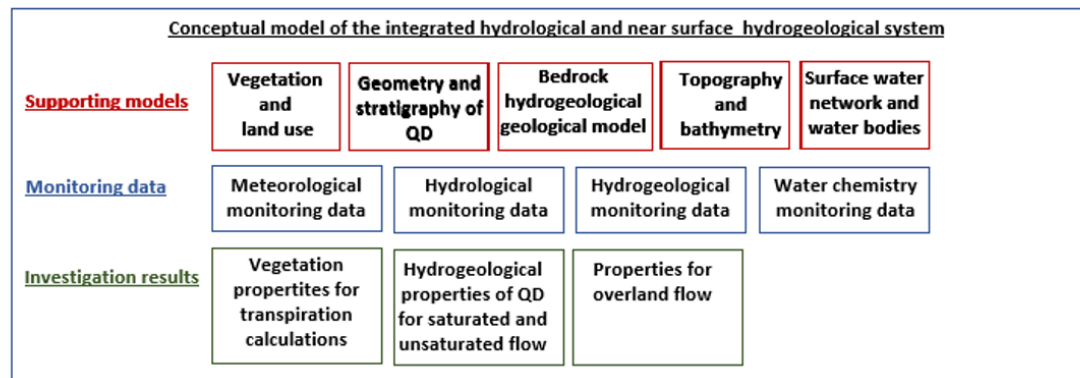 Conceptual model of the integrated hydrological and near surface hydrogeological system
Supporting models
Vegetation
and
land use
Geometry and
stratigraphy of
QD
Bedrock
hydrogeological
geological model
Topography
and
bathymetry
Surface water
network and
water bodies
Monitoring data
Meteorological
monitoring data
Hydrological
monitoring data
Hydrogeological
monitoring data
Water chemistry
monitoring data
Investigation results
Vegetation
propertites for
transpiration
calculations
Hydrogeological
properties of QD
for saturated and
unsaturated flow
Properties for
overland flow